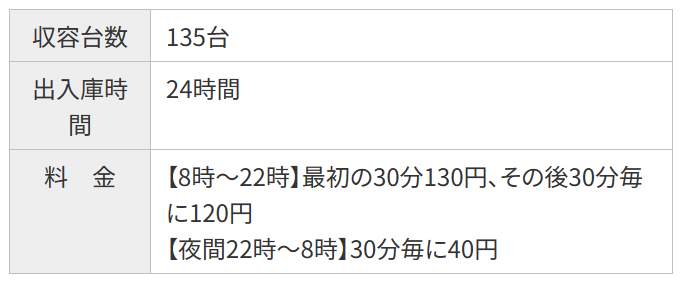 収容台数
135台
出入庫時
間
24時間
料　金
【8時～22時】最初の30分130円、その後30分毎
に120円
【夜間22時～8時】30分毎に40円